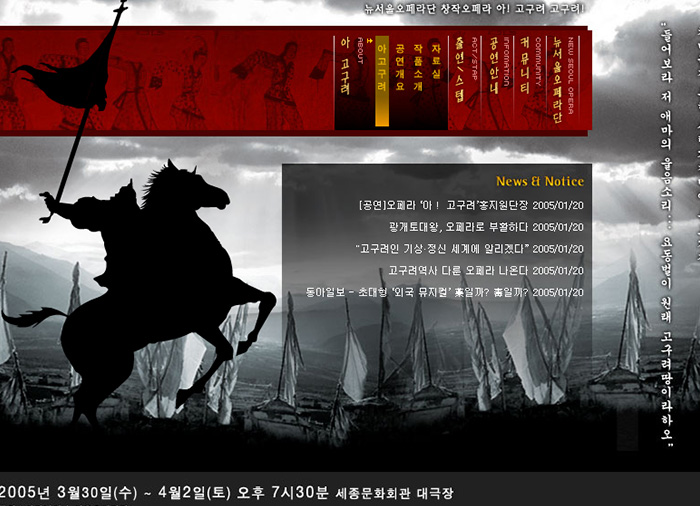 뉴서울오페라단 창작오페라 아! 고구려 고구려!
아 고구려
ABOUT
아고구려
공연개요
작품소개
자료실
출연/스텝
ACT/STAP
공연안내
INFOMATION
커뮤니티
COMMUNITY
뉴서울오페라단
NEW SEOUL OPERA
News & Notice
[공연]오페라 '아 ! 고구려'홍지일단장 2005/01/20
광개토대왕, 오페라로 부활하다 2005/01/20
"고구려인 기상·정신 세계에 알리겠다" 2005/01/20
고구려역사 다룬 오페라 나온다 2005/01/20
동아일보 - 초대형 '외국 뮤지컬' 藥일까? 毒일까? 2005/01/20
"들어보라 저 애마의 울음소리... 요동벌이 원래 고구려땅이라하오"
2005년 3월30일(수) ~ 4월2일(토) 오후 7시30분 세종문화회관 대극장